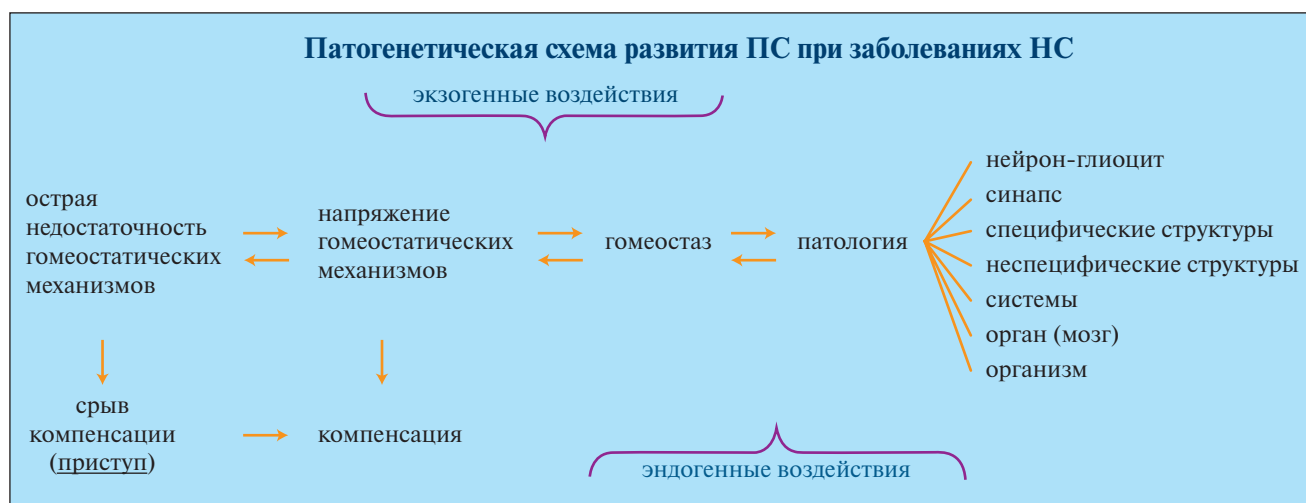 Патогенетическая схема развития ПС при заболеваниях НС
экзогенные воздействия
острая
недостаточность
гомеостатических
механизмов
напряжение
гомеостатических
механизмов
гомеостаз
патология
нейрон-глиоцит
синапс
специфические структуры
неспецифические структуры
системы
орган (мозг)
организм
срыв
компенсации
(приступ)
компенсация
эндогенные воздействия